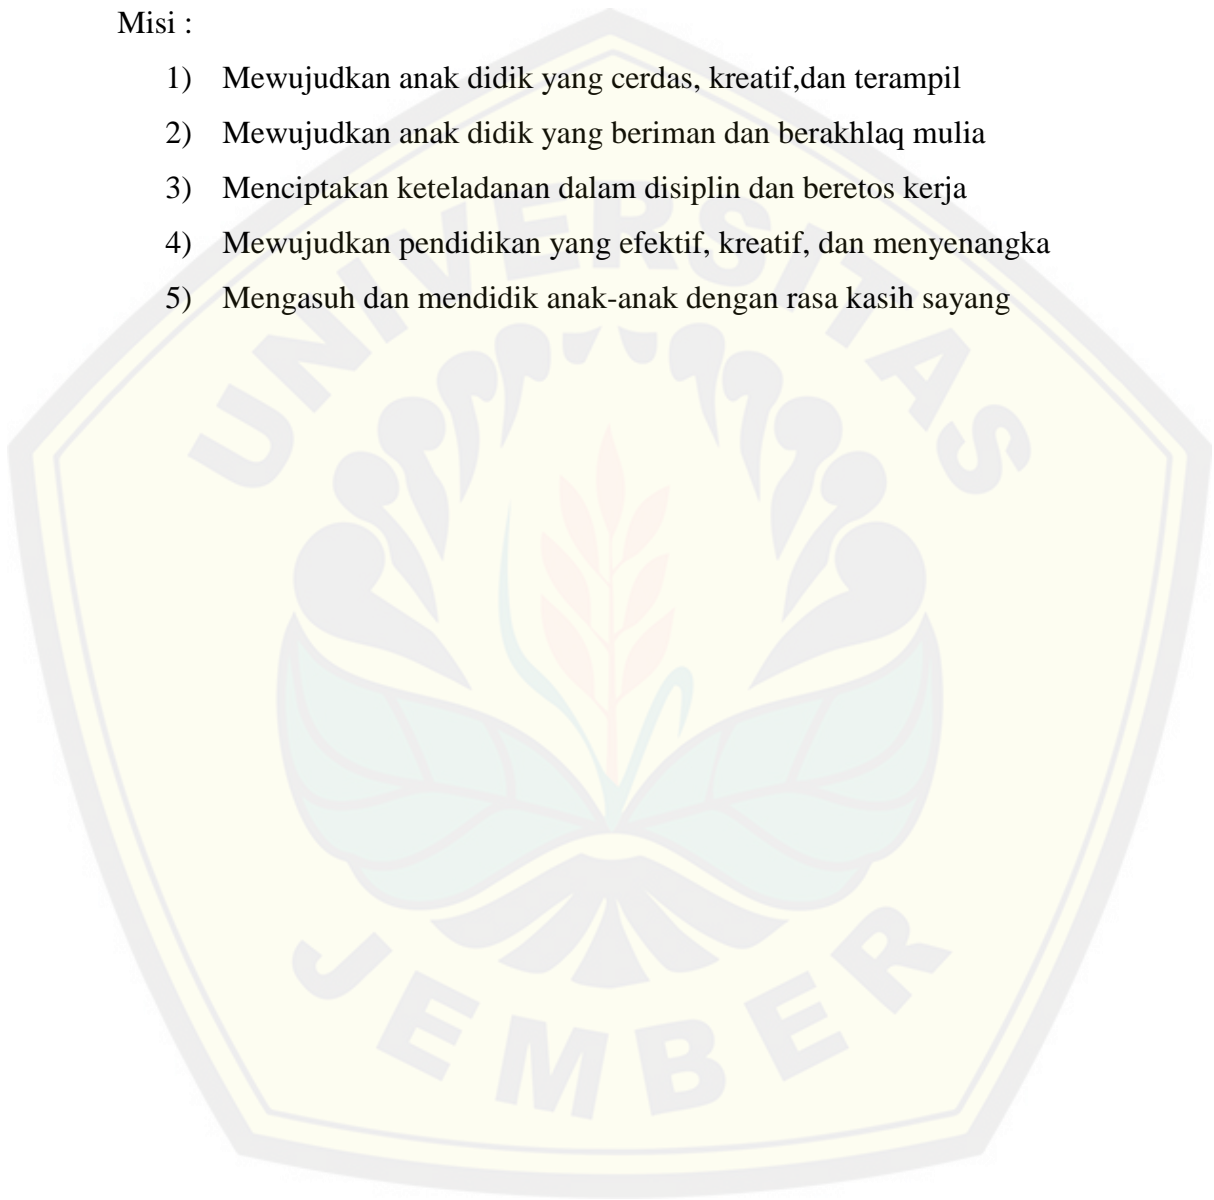 Misi :
1) Mewujudkan anak didik yang cerdas, kreatif,dan terampil
2) Mewujudkan anak didik yang beriman dan berakhlaq mulia
3) Menciptakan keteladanan dalam disiplin dan beretos kerja
4) Mewujudkan pendidikan yang efektif, kreatif, dan menyenangka
5) Mengasuh dan mendidik anak-anak dengan rasa kasih sayang
UNIVERSITAS
JEMBER